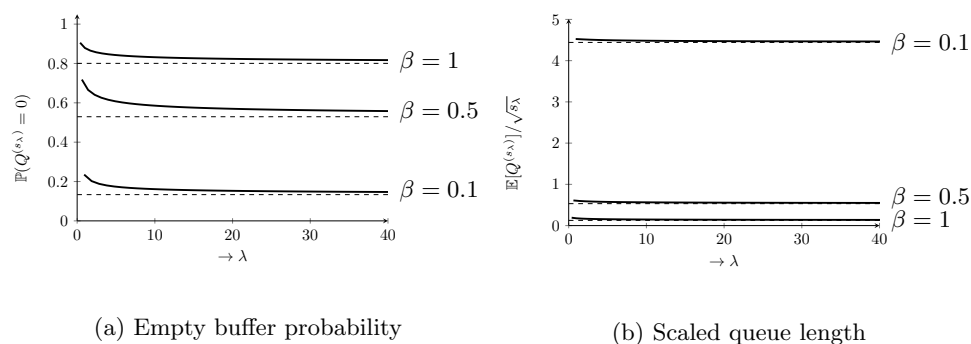 1
0.8
0.6
0.4
0.2
0
0 10 20 30 40
→ λ
ℙ(Q^{(s_λ)} = 0)
β = 1
β = 0.5
β = 0.1
(a) Empty buffer probability
5
4
3
2
1
0
0 10 20 30 40
→ λ
𝔼[Q^{(s_λ)}]/√s_λ
β = 0.1
β = 0.5
β = 1
(b) Scaled queue length